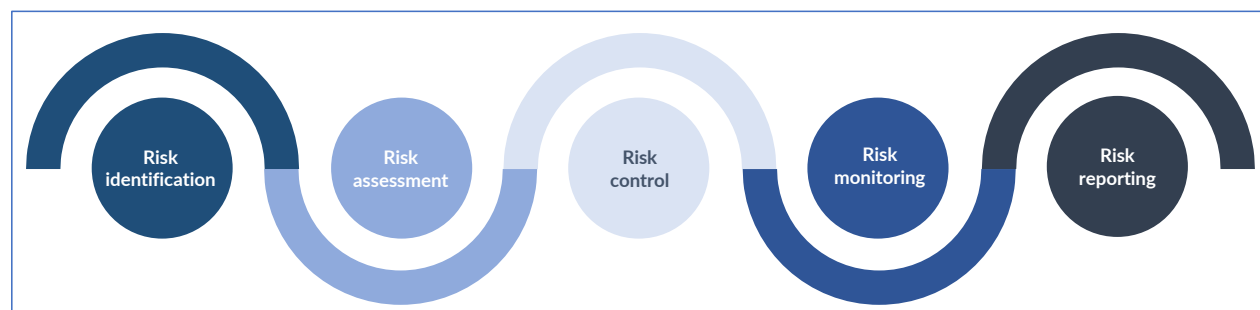 Risk
identification
Risk
assessment
Risk
control
Risk
monitoring
Risk
reporting